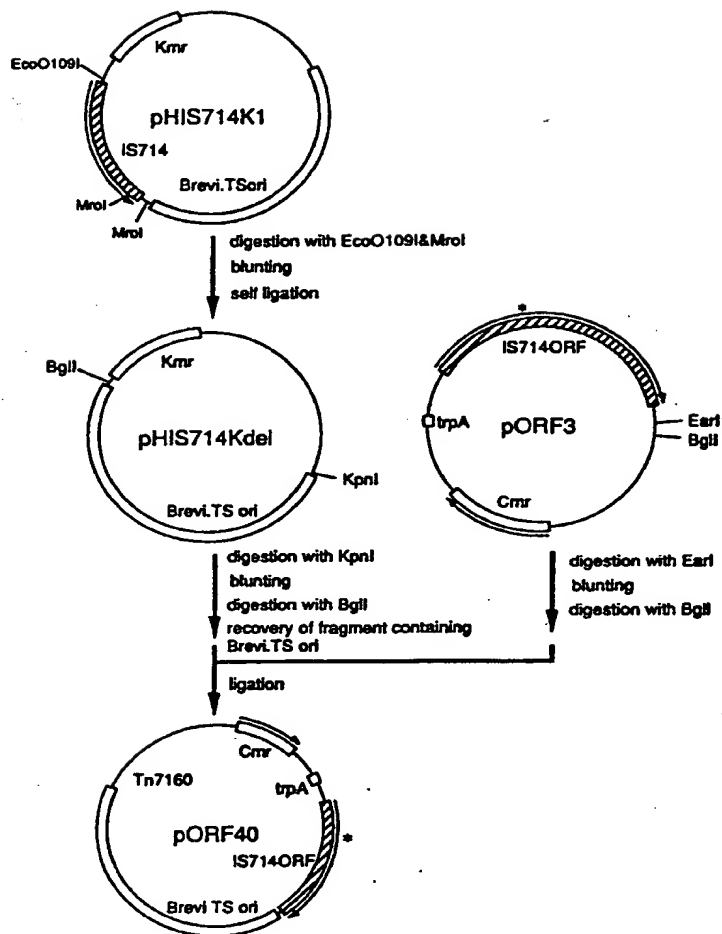 Kmr
EcoO109I
pHIS714K1
IS714
Brevi.TSori
MroI
MroI
digestion with EcoO109I&MroI
blunting
self ligation
BglI
Kmr
pHIS714Kdel
KpnI
Brevi.TS ori
*
IS714ORF
trpA
pORF3
EarI
BglI
Cmr
digestion with KpnI
blunting
digestion with BglI
recovery of fragment containing
Brevi.TS ori
digestion with EarI
blunting
digestion with BglI
ligation
Cmr
Tn7160
trpA
pORF40
*
IS714ORF
Brevi TS ori